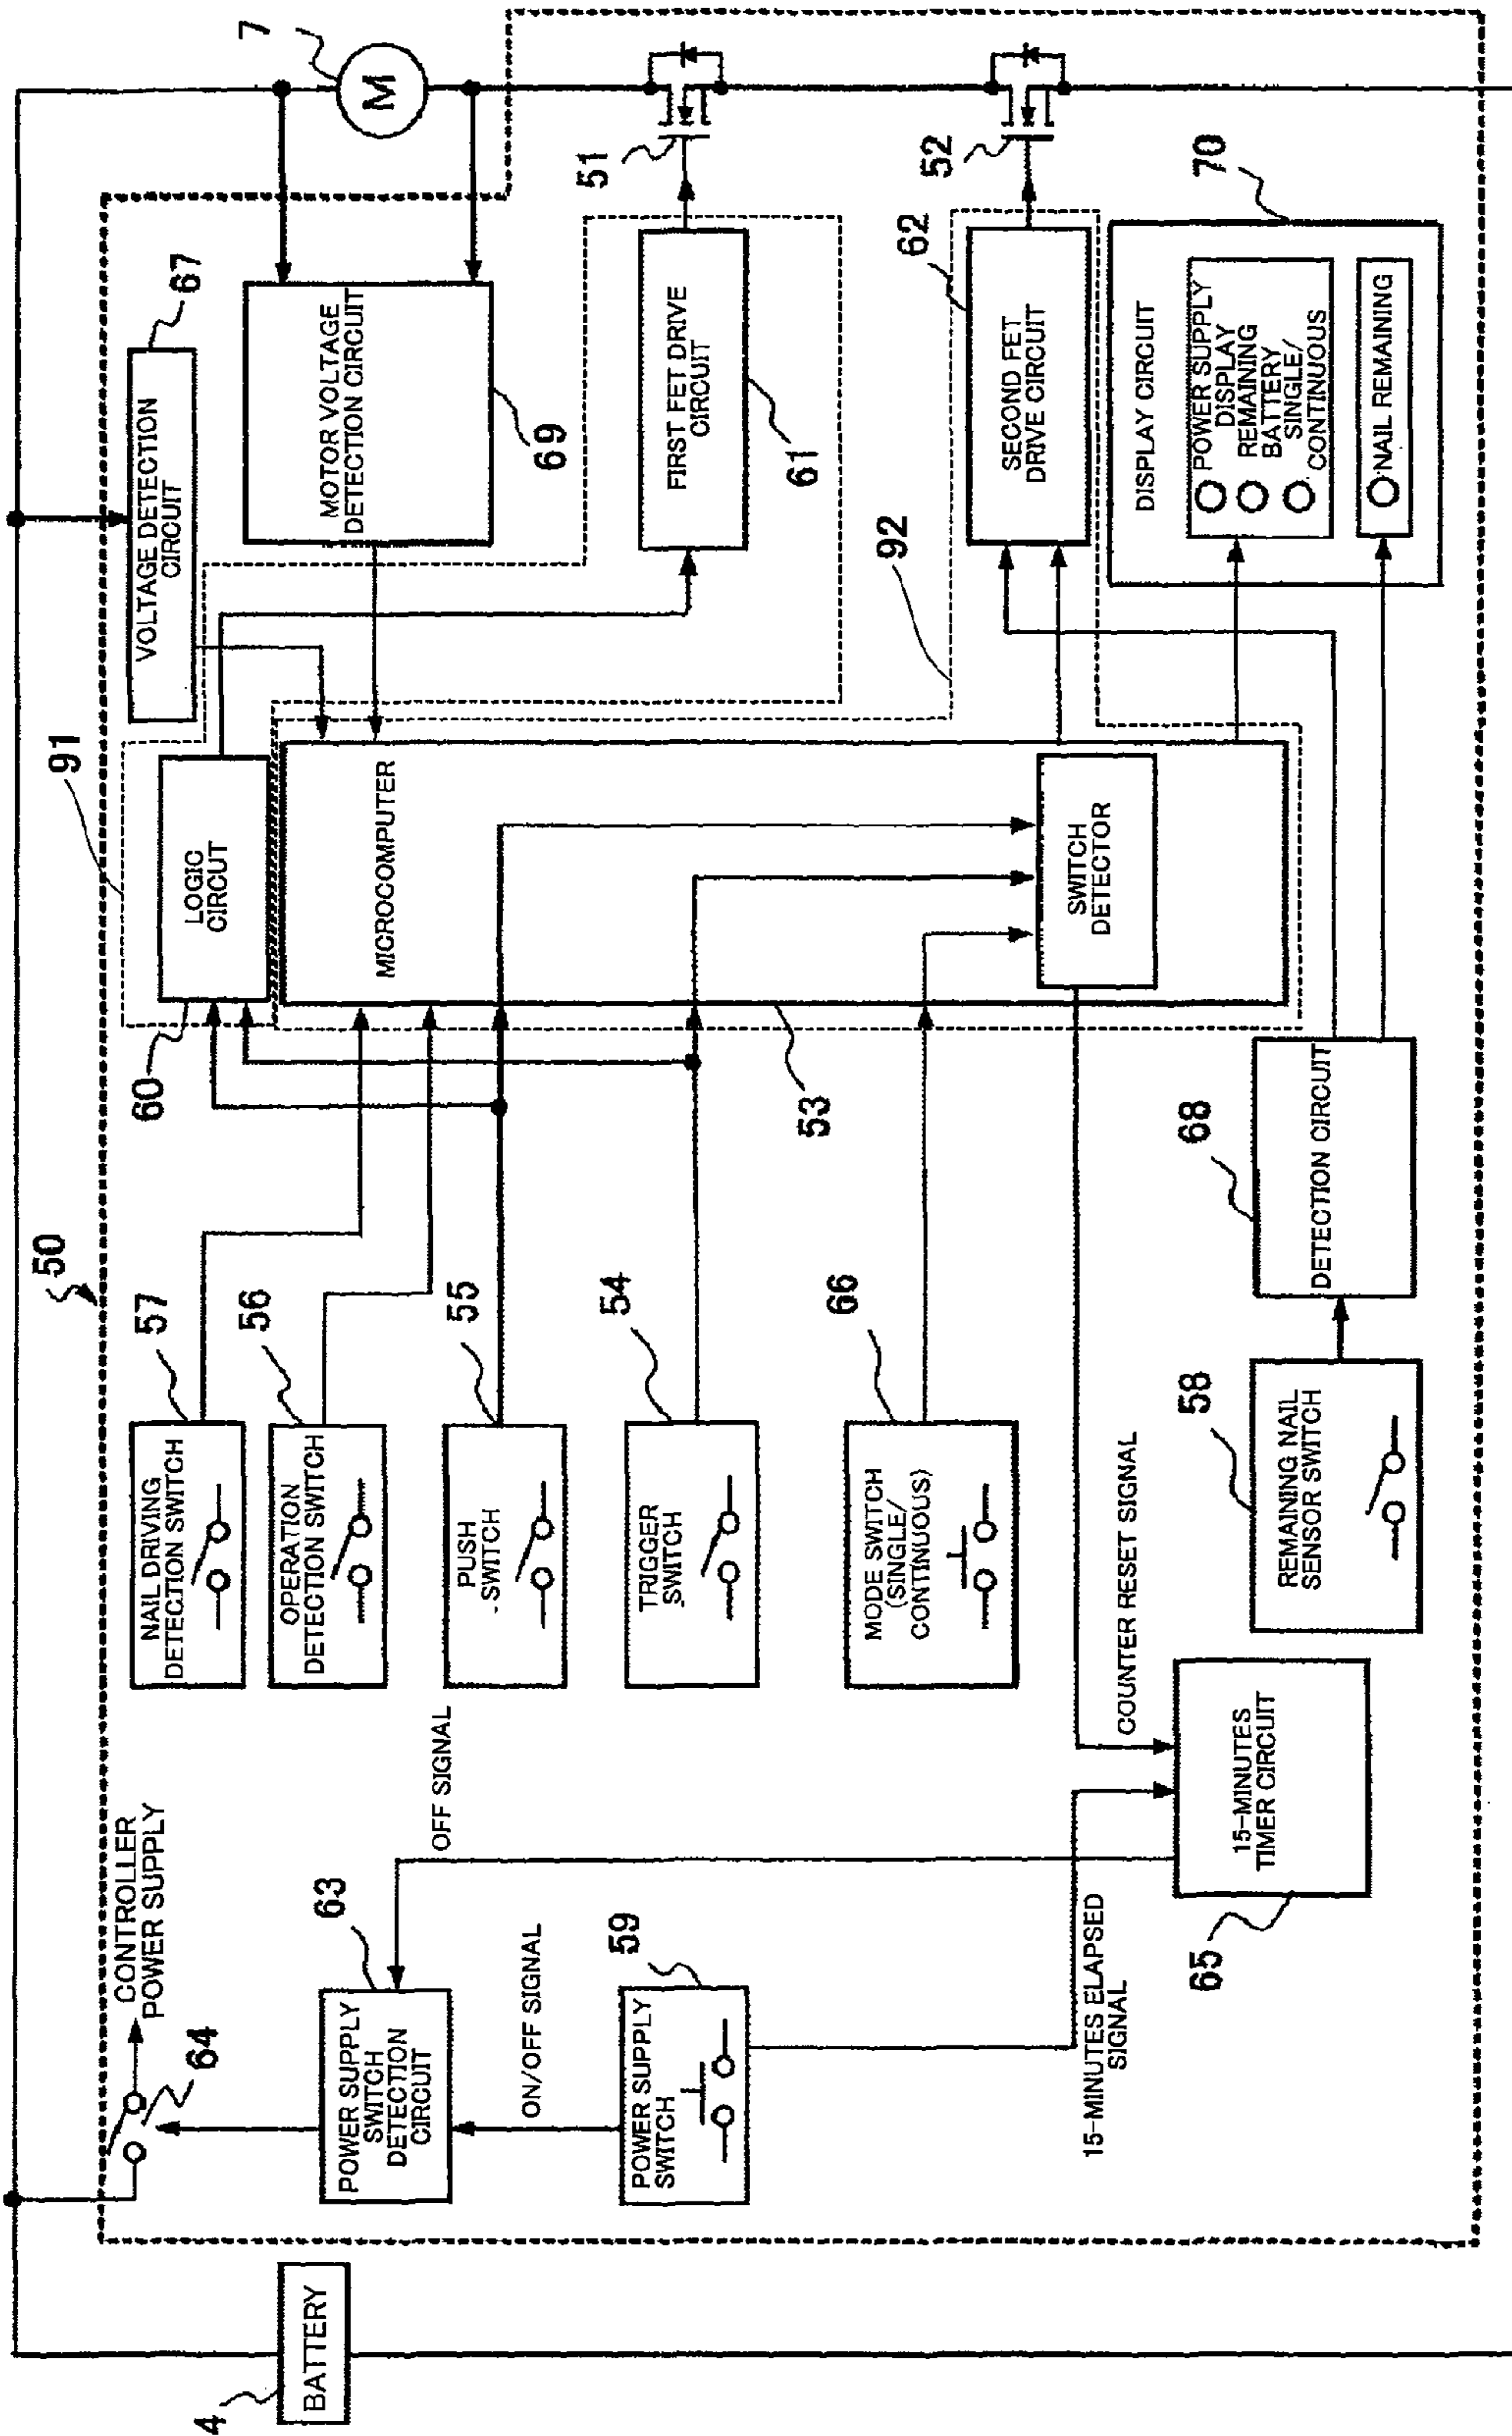 4
BATTERY
CONTROLLER
POWER SUPPLY
64
63
POWER SUPPLY
SWITCH
DETECTION
CIRCUIT
ON/OFF SIGNAL
59
POWER SUPPLY
SWITCH
OFF SIGNAL
15-MINUTES ELAPSED
SIGNAL
COUNTER RESET SIGNAL
15-MINUTES
TIMER CIRCUIT
65
50
57
NAIL DRIVING
DETECTION SWITCH
56
OPERATION
DETECTION SWITCH
55
PUSH
SWITCH
54
TRIGGER
SWITCH
66
MODE SWITCH
(SINGLE/
CONTINUOUS)
58
REMAINING NAIL
SENSOR SWITCH
68
DETECTION CIRCUIT
91
60
LOGIC
CIRCUT
MICROCOMPUTER
53
SWITCH
DETECTOR
92
67
VOLTAGE DETECTION
CIRCUIT
MOTOR VOLTAGE
DETECTION CIRCUIT
69
FIRST FET DRIVE
CIRCUIT
61
62
SECOND FET
DRIVE CIRCUIT
70
DISPLAY CIRCUIT
POWER SUPPLY
DISPLAY
REMAINING
BATTERY
SINGLE/
CONTINUOUS
NAIL REMAINING
7
M
51
52